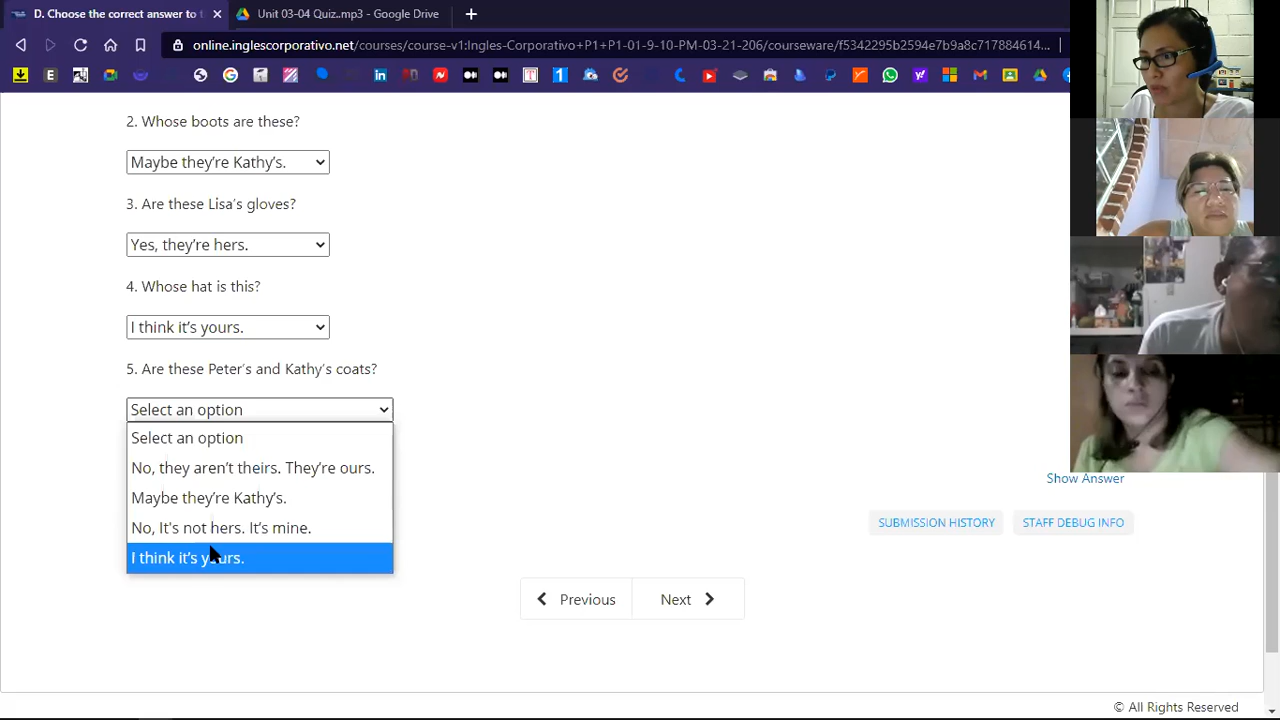 D. Choose the correct answer to t
Unit 03-04 Quiz..mp3 - Google Drive
online.inglescorporativo.net/courses/course-v1:Ingles-Corporativo+P1+P1-01-9-10-PM-03-21-206/courseware/f5342295b2594e7b9a8c717884614...
2. Whose boots are these?
Maybe they're Kathy's.
3. Are these Lisa's gloves?
Yes, they're hers.
4. Whose hat is this?
I think it's yours.
5. Are these Peter's and Kathy's coats?
Select an option
Select an option
No, they aren't theirs. They're ours.
Maybe they're Kathy's.
No, It's not hers. It's mine.
I think it's yours.
Show Answer
SUBMISSION HISTORY
STAFF DEBUG INFO
Previous
Next
© All Rights Reserved